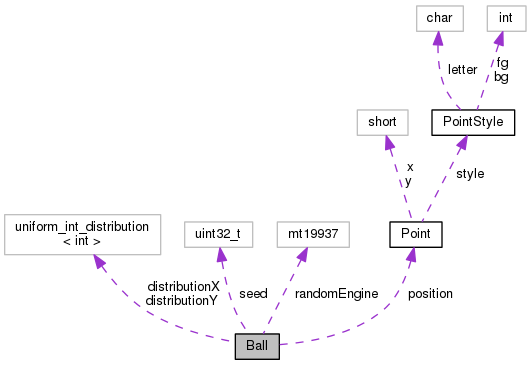 char
int
letter
fg
bg
short
PointStyle
x
y
style
uniform_int_distribution
< int >
uint32_t
mt19937
Point
distributionX
distributionY
seed
randomEngine
position
Ball